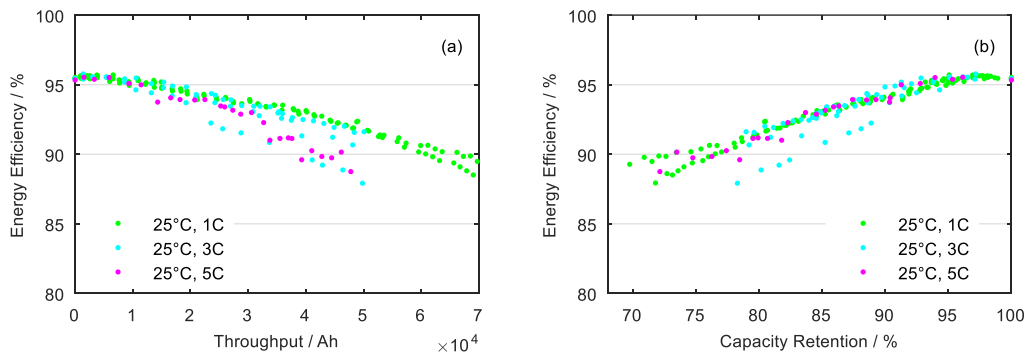 100
95
90
85
80
Energy Efficiency / %
(a)
25°C, 1C
25°C, 3C
25°C, 5C
0 1 2 3 4 5 6 7
Throughput / Ah
×10⁴
100
95
90
85
80
Energy Efficiency / %
(b)
25°C, 1C
25°C, 3C
25°C, 5C
70 75 80 85 90 95 100
Capacity Retention / %